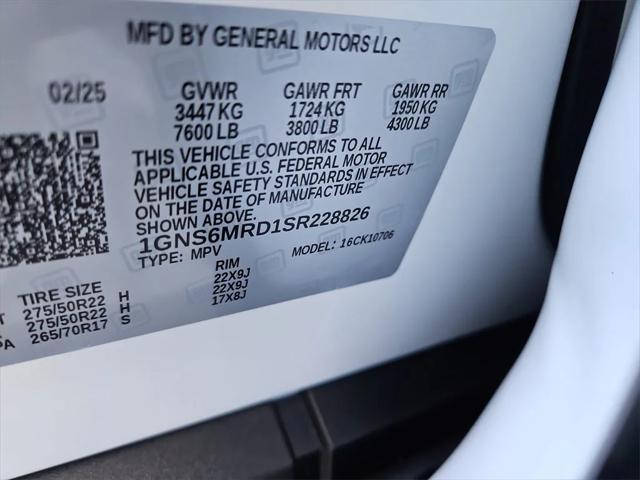 MFD BY GENERAL MOTORS LLC
02/25 GVWR GAWR FRT GAWR RR
3447 KG 1724 KG 1950 KG
7600 LB 3800 LB 4300 LB
THIS VEHICLE CONFORMS TO ALL
APPLICABLE U.S. FEDERAL MOTOR
VEHICLE SAFETY STANDARDS IN EFFECT
ON THE DATE OF MANUFACTURE
SHOWN ABOVE.
1GNS6MRD1SR228826
TYPE: MPV MODEL: 16CK10706
TIRE SIZE RIM
275/50R22 H 22X9J
275/50R22 H 22X9J
265/70R17 S 17X8J